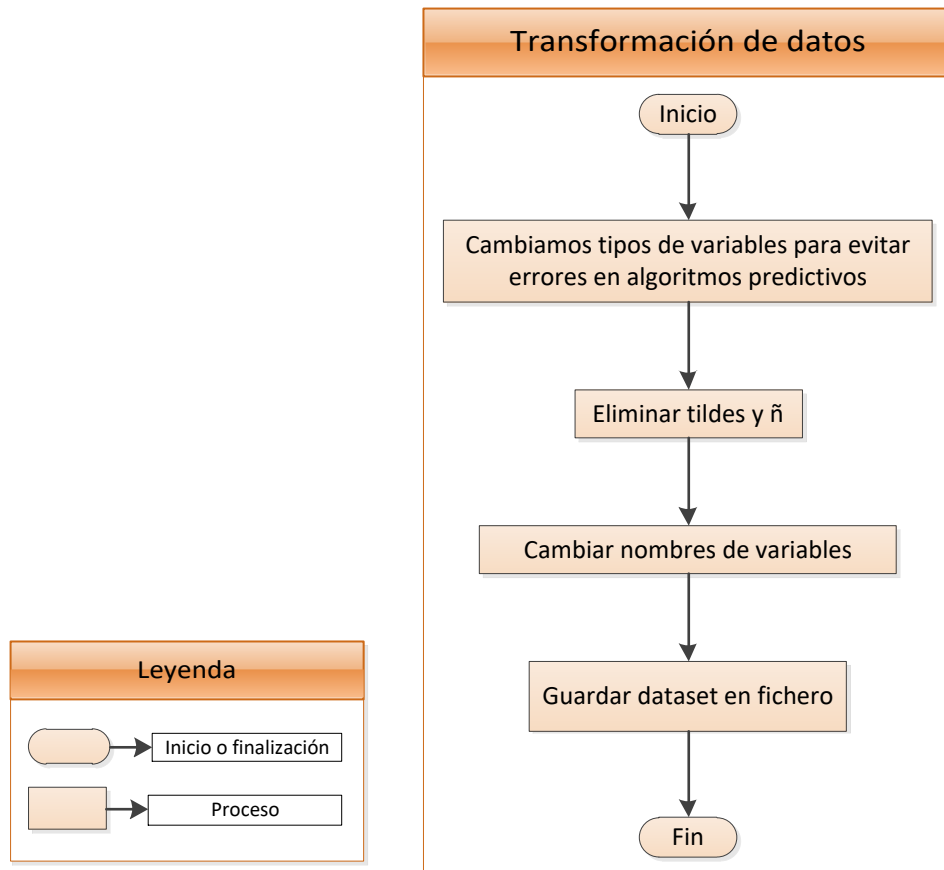 Transformación de datos
Inicio
Cambiamos tipos de variables para evitar
errores en algoritmos predictivos
Eliminar tildes y ñ
Cambiar nombres de variables
Guardar dataset en fichero
Fin
Leyenda
Inicio o finalización
Proceso